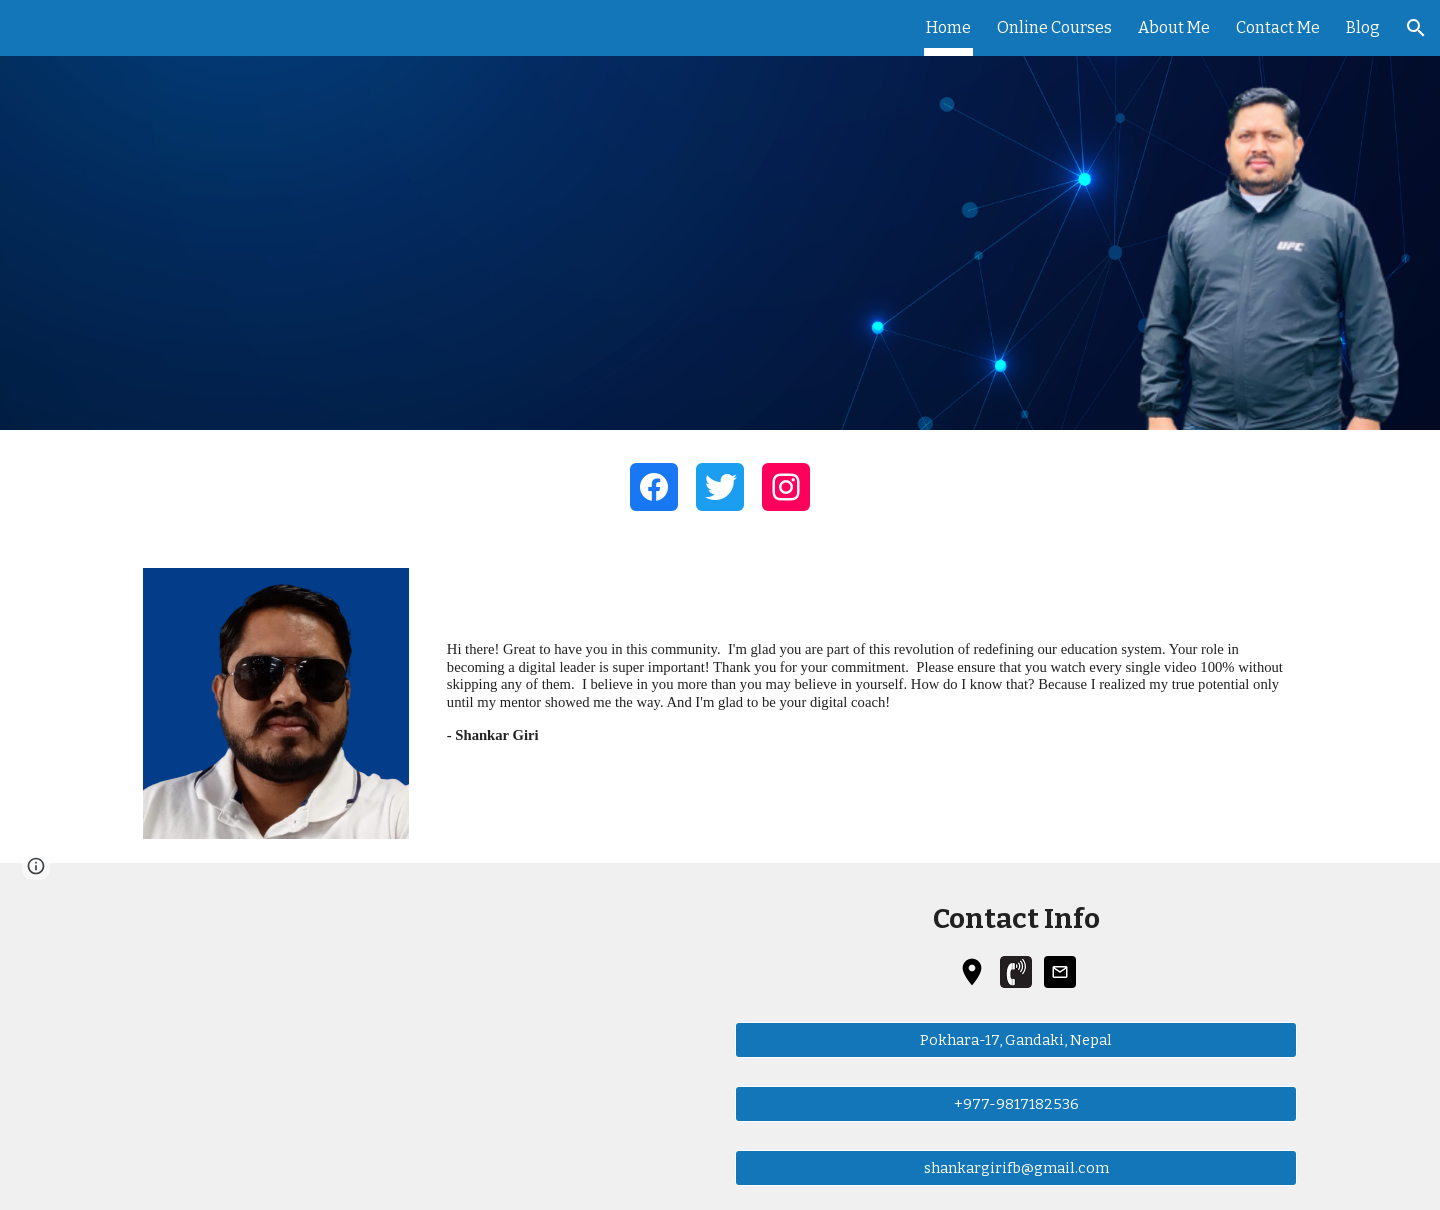 Home Online Courses About Me Contact Me Blog
UFC
Hi there! Great to have you in this community.  I'm glad you are part of this revolution of redefining our education system. Your role in
becoming a digital leader is super important! Thank you for your commitment.  Please ensure that you watch every single video 100% without
skipping any of them.  I believe in you more than you may believe in yourself. How do I know that? Because I realized my true potential only
until my mentor showed me the way. And I'm glad to be your digital coach!
- Shankar Giri
Contact Info
Pokhara-17, Gandaki, Nepal
+977-9817182536
shankargirifb@gmail.com